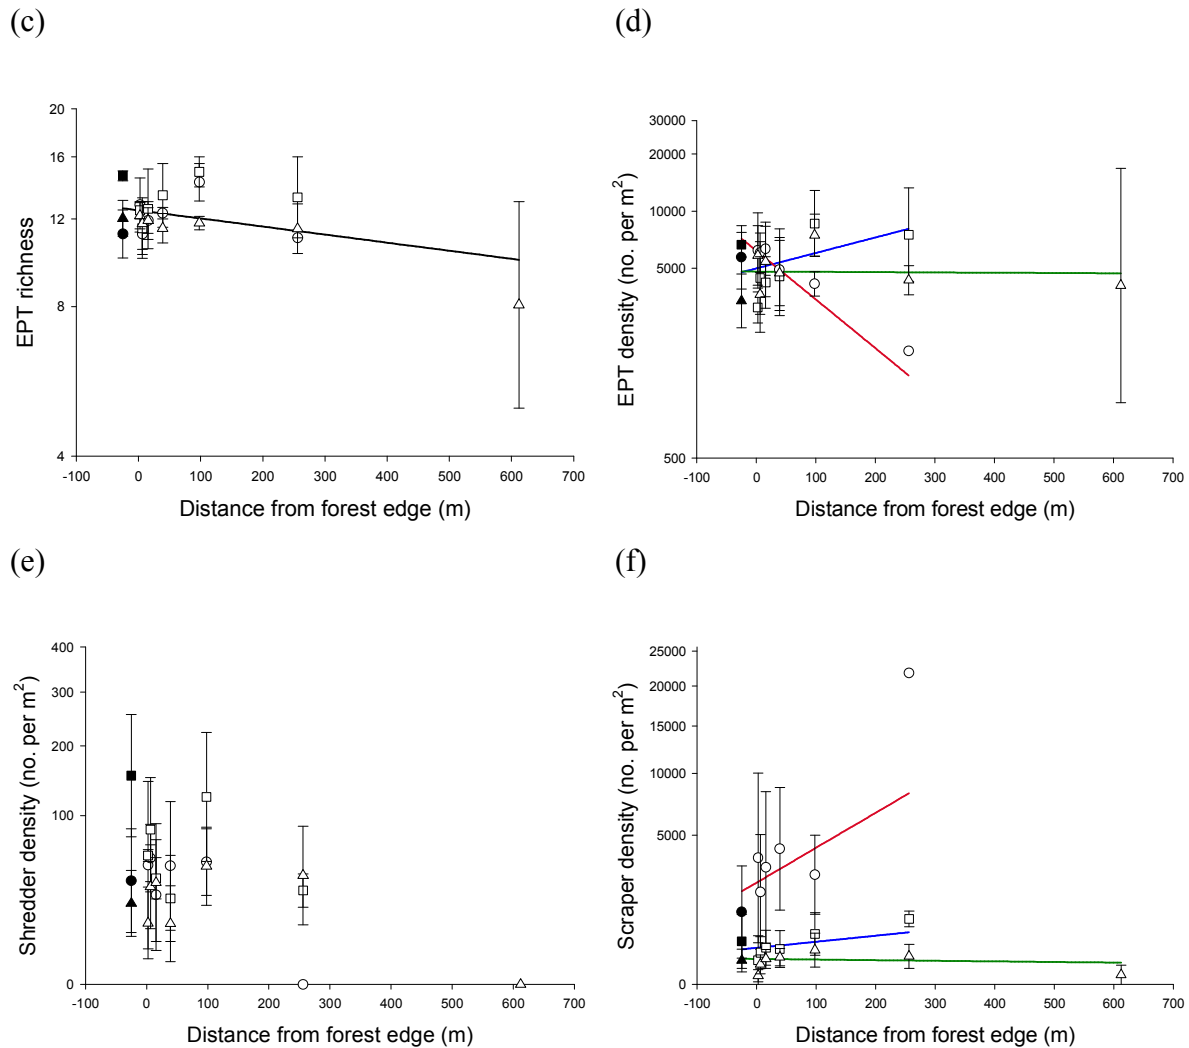 (c)
(d)
20
16
12
8
4
-100 0 100 200 300 400 500 600 700
EPT richness
Distance from forest edge (m)
30000
20000
10000
5000
500
-100 0 100 200 300 400 500 600 700
EPT density (no. per m²)
Distance from forest edge (m)
(e)
(f)
400
300
200
100
0
-100 0 100 200 300 400 500 600 700
Shredder density (no. per m²)
Distance from forest edge (m)
25000
20000
15000
10000
5000
0
-100 0 100 200 300 400 500 600 700
Scraper density (no. per m²)
Distance from forest edge (m)